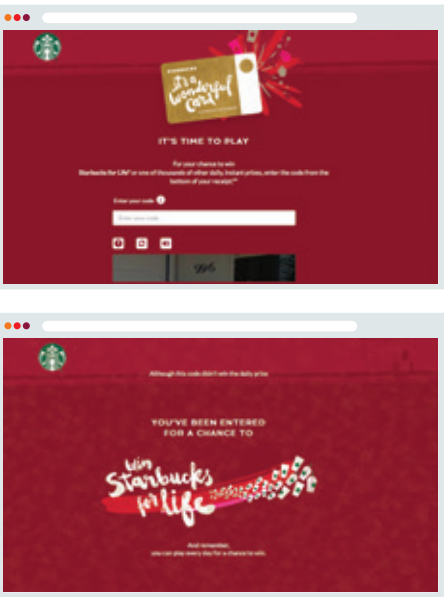 STARBUCKS
it's a
wonderful
Card
IT'S TIME TO PLAY
For your chance to win
Starbucks for Life* or one of thousands of other daily, instant prizes, enter the code from the
bottom of your receipt.**
Enter your code
Enter your code
996
Although this code didn't win the daily prize
YOU'VE BEEN ENTERED
FOR A CHANCE TO
Win
Starbucks
for life
And remember,
you can play every day for a chance to win.